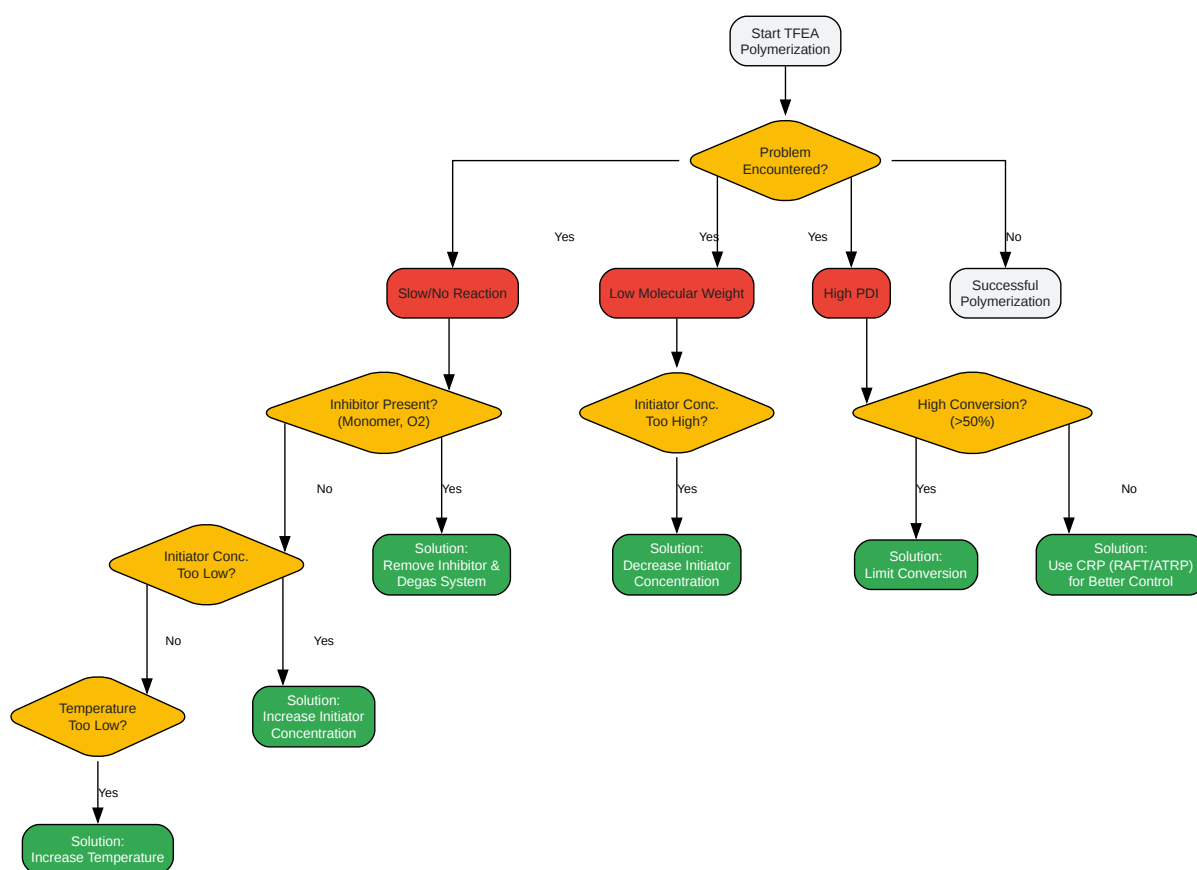 Start TFEA
Polymerization
Problem
Encountered?
Yes
Yes
Yes
No
Slow/No Reaction
Low Molecular Weight
High PDI
Successful
Polymerization
Inhibitor Present?
(Monomer, O2)
Initiator Conc.
Too High?
High Conversion?
(>50%)
No
Yes
Yes
Yes
No
Initiator Conc.
Too Low?
Solution:
Remove Inhibitor &
Degas System
Solution:
Decrease Initiator
Concentration
Solution:
Limit Conversion
Solution:
Use CRP (RAFT/ATRP)
for Better Control
No
Yes
Temperature
Too Low?
Solution:
Increase Initiator
Concentration
Yes
Solution:
Increase Temperature